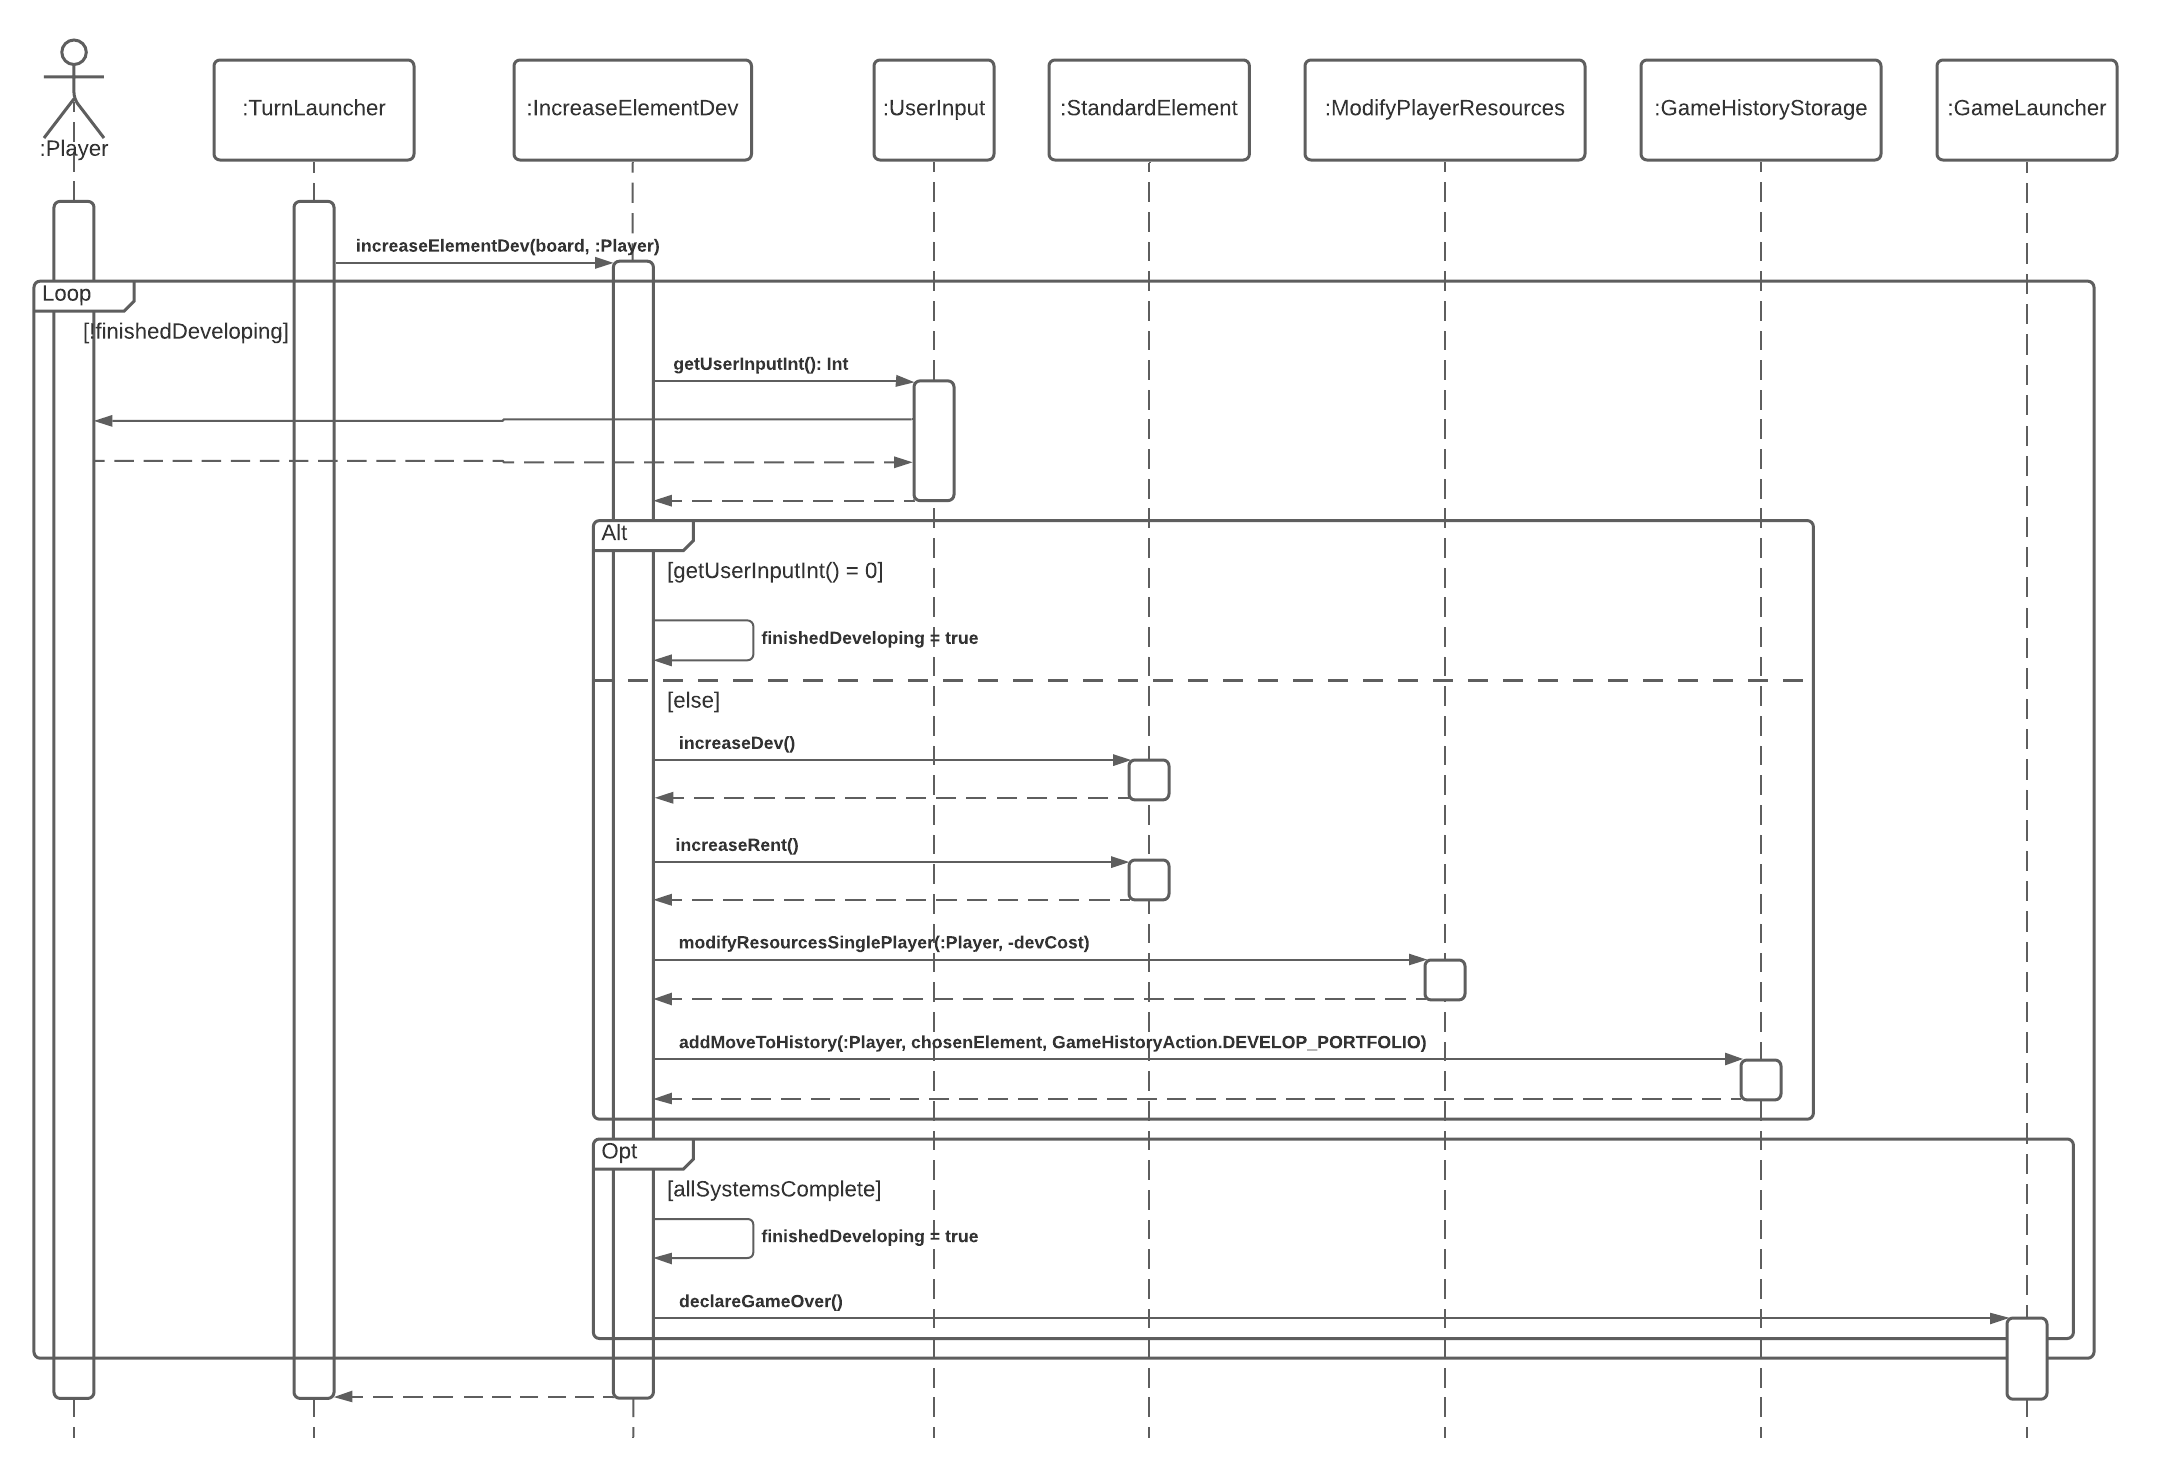 :Player
:TurnLauncher
:IncreaseElementDev
:UserInput
:StandardElement
:ModifyPlayerResources
:GameHistoryStorage
:GameLauncher
increaseElementDev(board, :Player)
Loop
[!finishedDeveloping]
getUserInputInt(): Int
Alt
[getUserInputInt() = 0]
finishedDeveloping = true
[else]
increaseDev()
increaseRent()
modifyResourcesSinglePlayer(:Player, -devCost)
addMoveToHistory(:Player, chosenElement, GameHistoryAction.DEVELOP_PORTFOLIO)
Opt
[allSystemsComplete]
finishedDeveloping = true
declareGameOver()